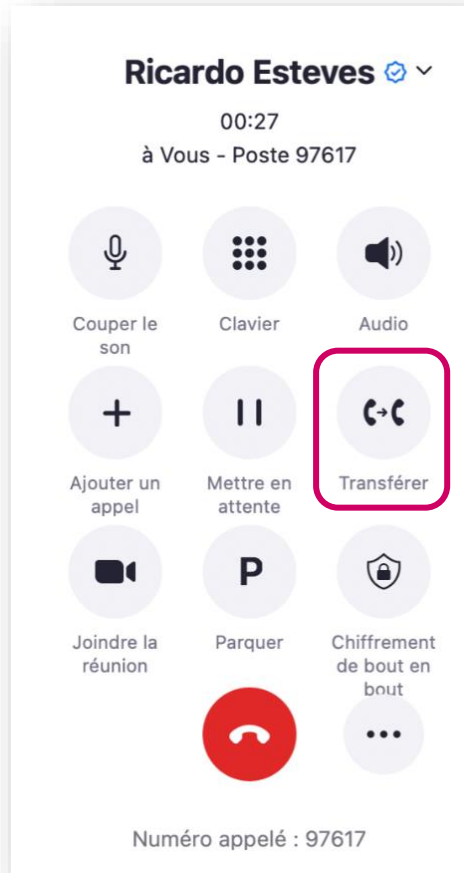 Ricardo Esteves
00:27
à Vous - Poste 97617
Couper le
son
Clavier
Audio
Ajouter un
appel
Mettre en
attente
Transférer
P
Joindre la
réunion
Parquer
Chiffrement
de bout en
bout
Numéro appelé : 97617